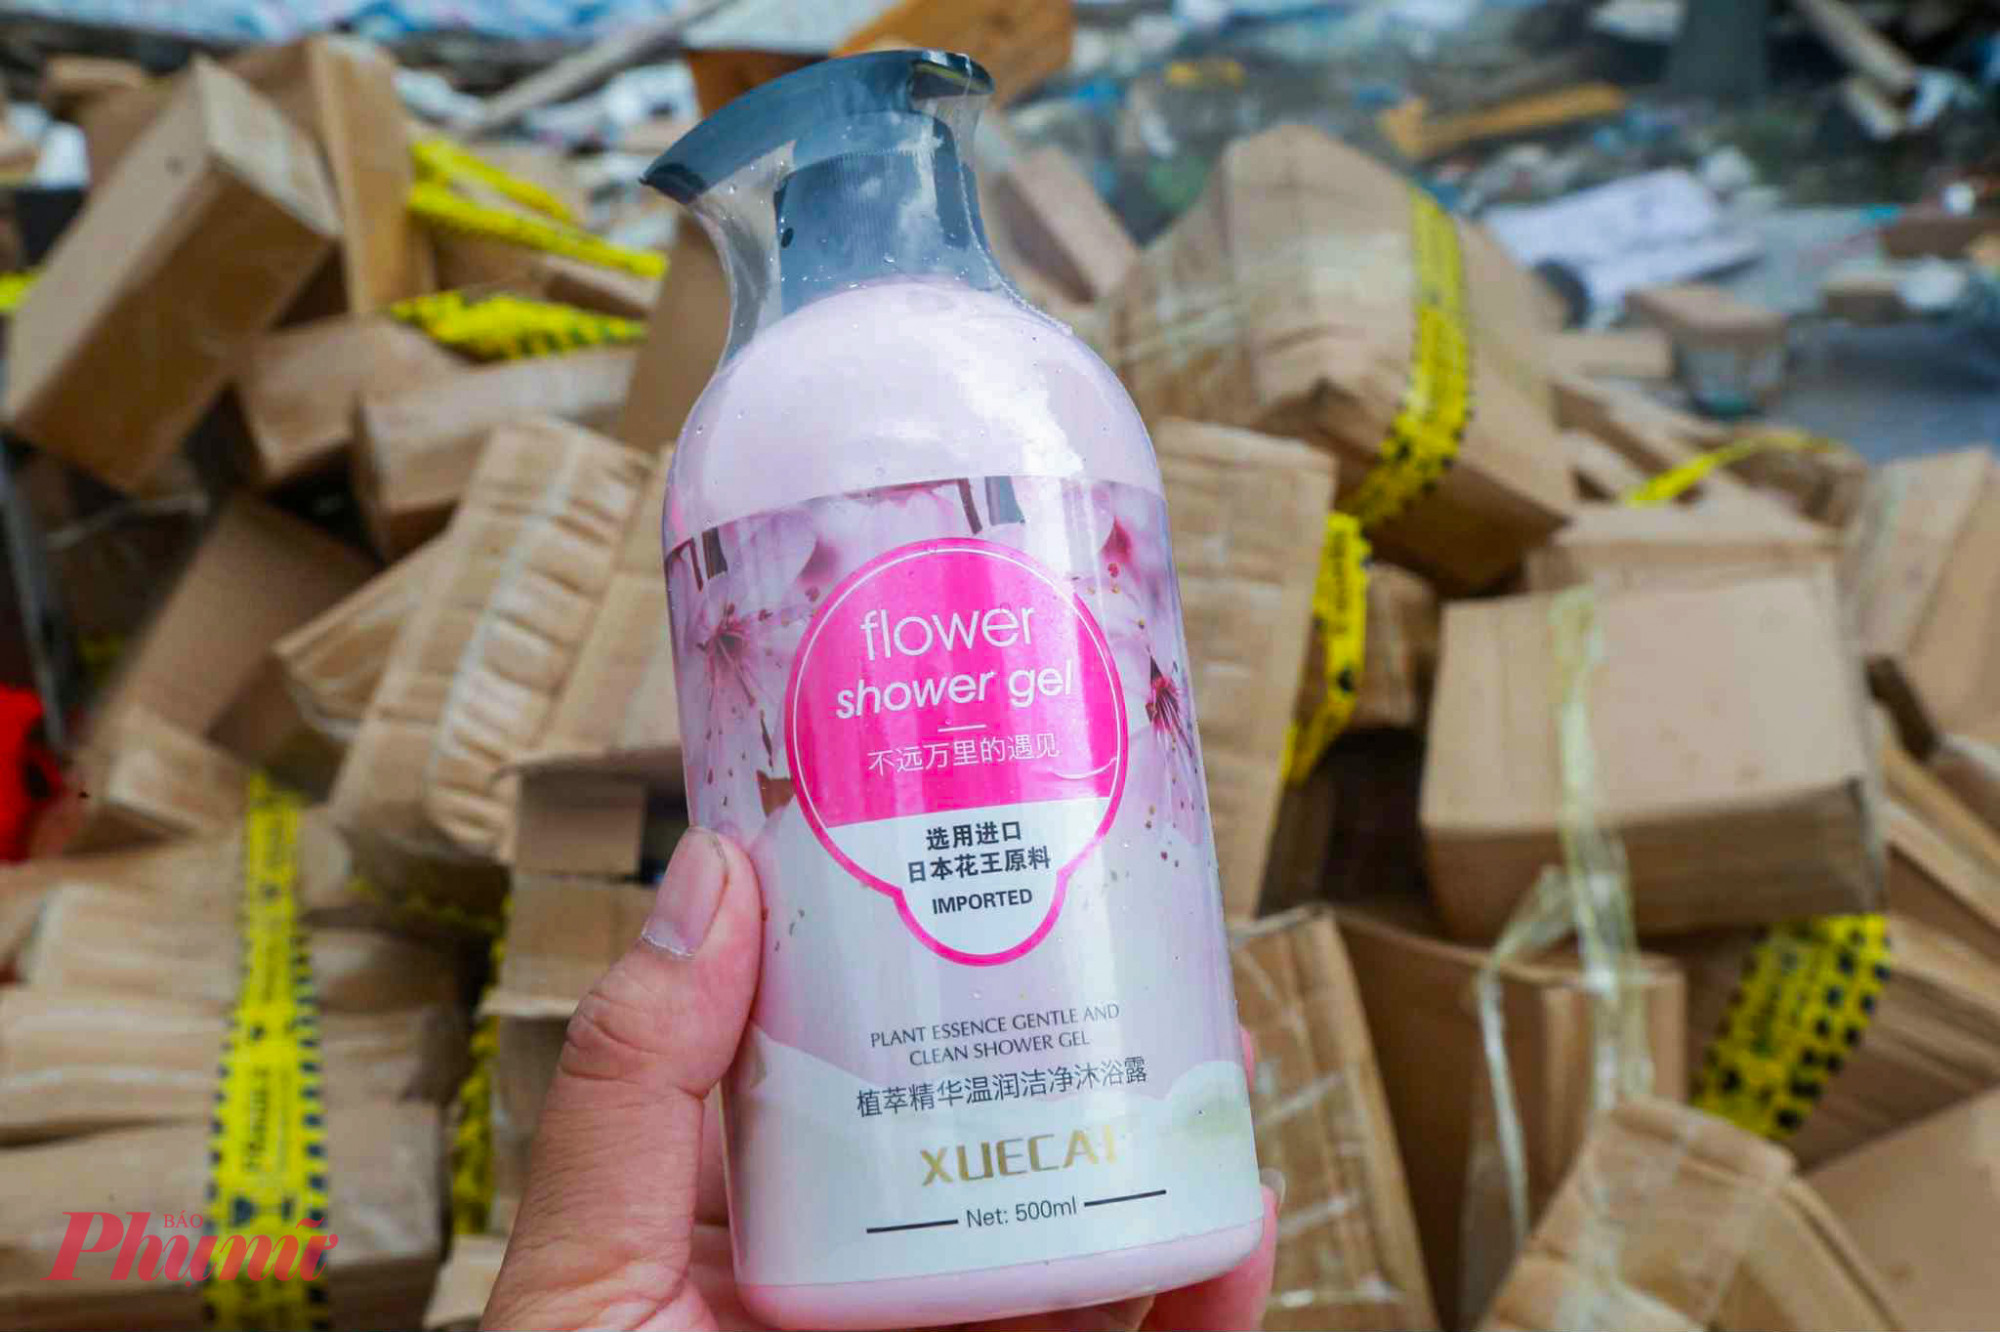 flower
shower gel
不远万里的遇见
选用进口
日本花王原料
IMPORTED
PLANT ESSENCE GENTLE AND
CLEAN SHOWER GEL
植萃精华温润洁净沐浴露
XUECAI
Net: 500ml
BÁO
Phụ nữ